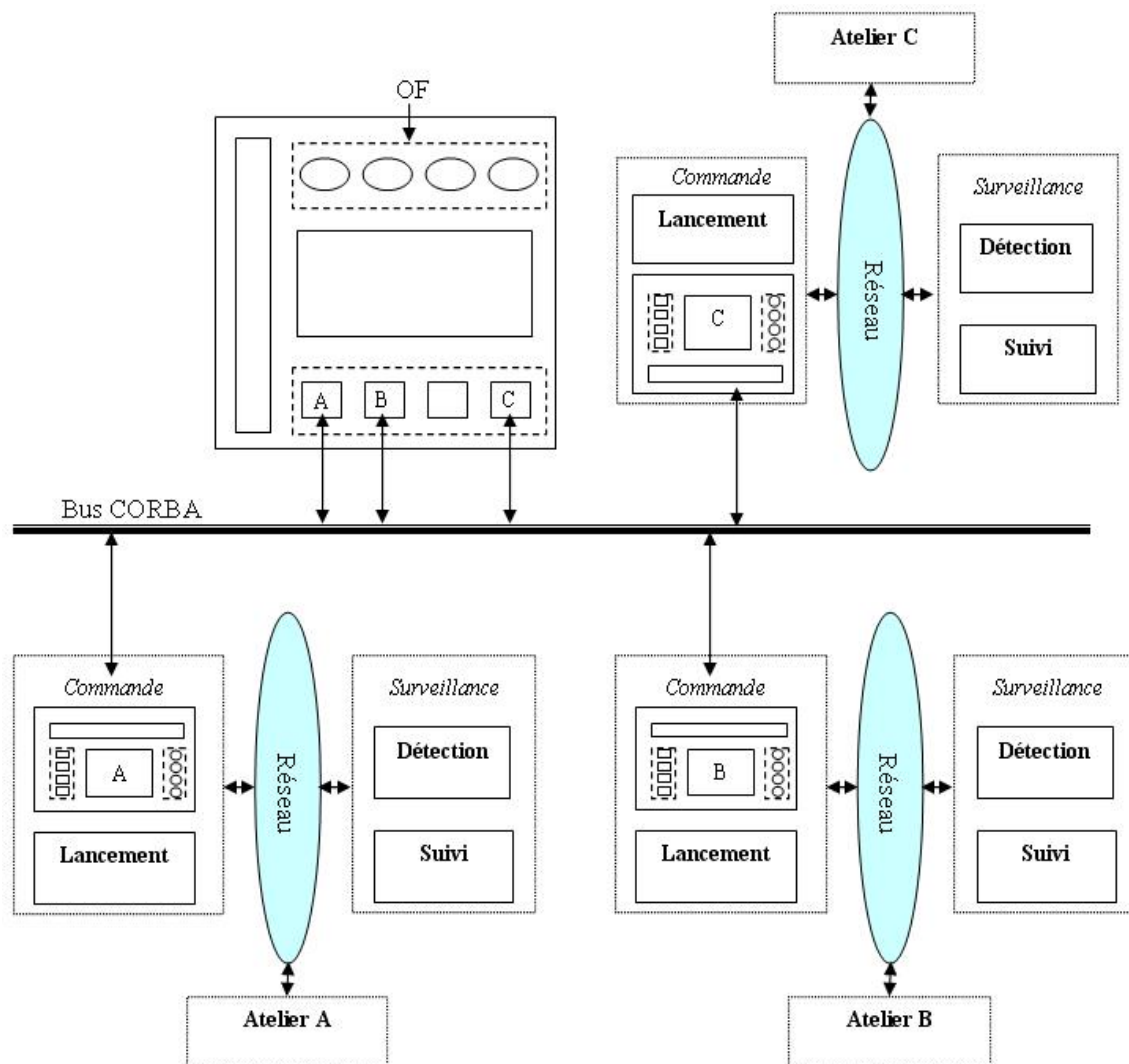 Atelier C
OF
Commande
Lancement
C
Réseau
Surveillance
Détection
Suivi
A
B
C
Bus CORBA
Commande
A
Lancement
Réseau
Surveillance
Détection
Suivi
Atelier A
Commande
B
Lancement
Réseau
Surveillance
Détection
Suivi
Atelier B